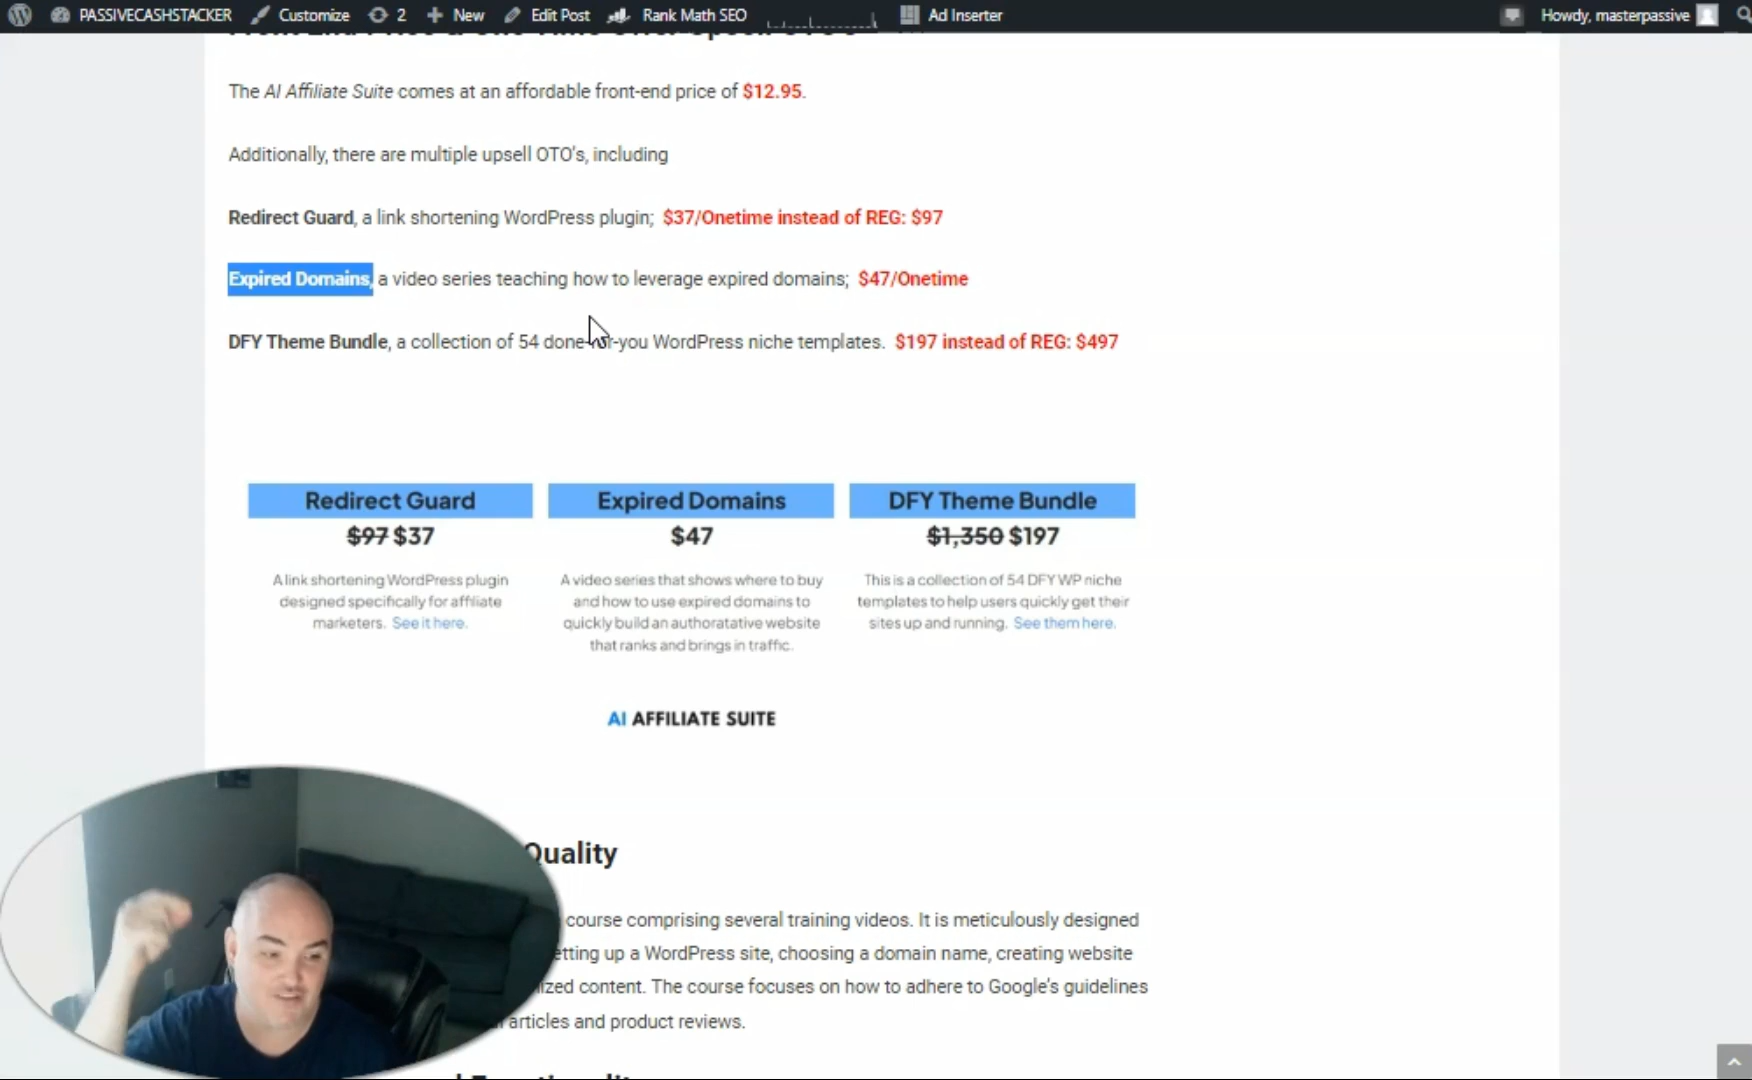 PASSIVECASHSTACKER Customize 2 New Edit Post Rank Math SEO Ad Inserter Howdy, masterpassive
The AI Affiliate Suite comes at an affordable front-end price of $12.95.
Additionally, there are multiple upsell OTO's, including
Redirect Guard, a link shortening WordPress plugin; $37/Onetime instead of REG: $97
Expired Domains, a video series teaching how to leverage expired domains; $47/Onetime
DFY Theme Bundle, a collection of 54 done-for-you WordPress niche templates. $197 instead of REG: $497
Redirect Guard
$97 $37
A link shortening WordPress plugin
designed specifically for affiliate
marketers. See it here.
Expired Domains
$47
A video series that shows where to buy
and how to use expired domains to
quickly build an authoratative website
that ranks and brings in traffic.
DFY Theme Bundle
$1,350 $197
This is a collection of 54 DFY WP niche
templates to help users quickly get their
sites up and running. See them here.
AI AFFILIATE SUITE
Quality
course comprising several training videos. It is meticulously designed
etting up a WordPress site, choosing a domain name, creating website
ized content. The course focuses on how to adhere to Google's guidelines
articles and product reviews.